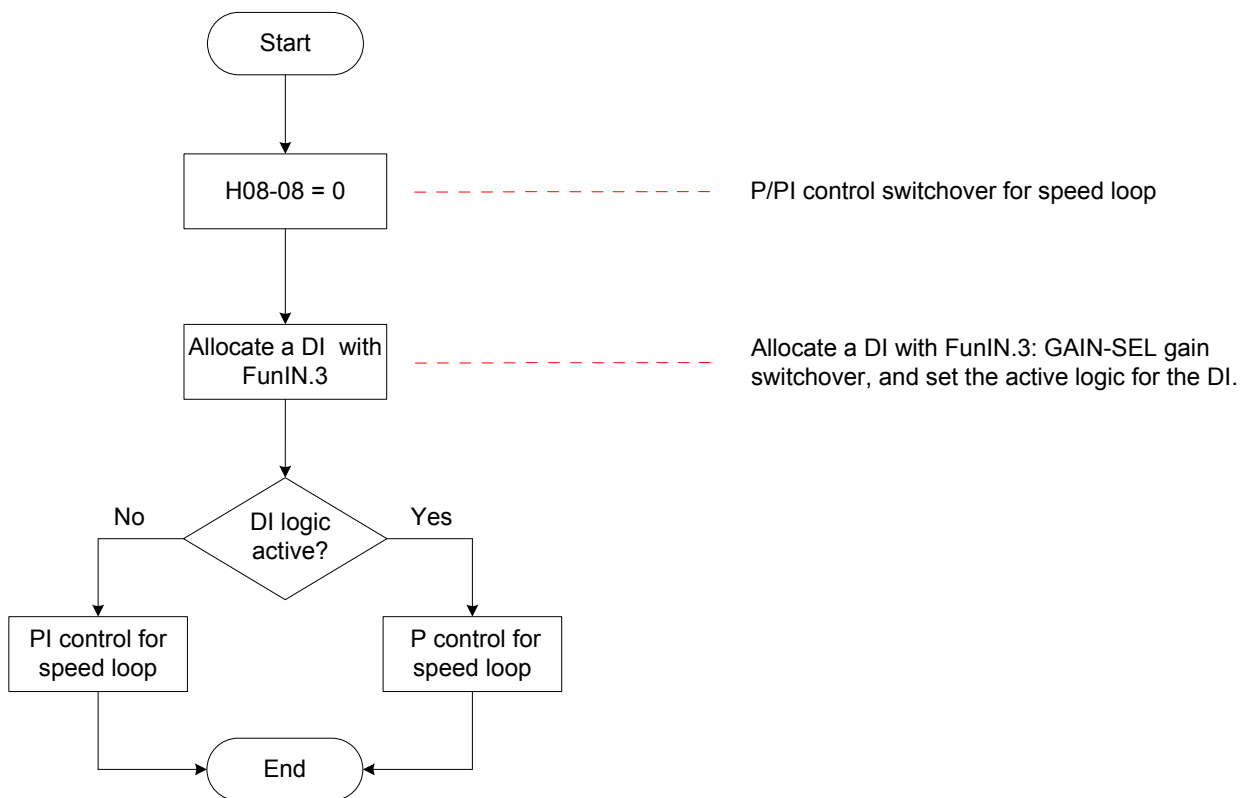 Start
H08-08 = 0
P/PI control switchover for speed loop
Allocate a DI with
FunIN.3
Allocate a DI with FunIN.3: GAIN-SEL gain
switchover, and set the active logic for the DI.
No
DI logic
active?
Yes
PI control for
speed loop
P control for
speed loop
End